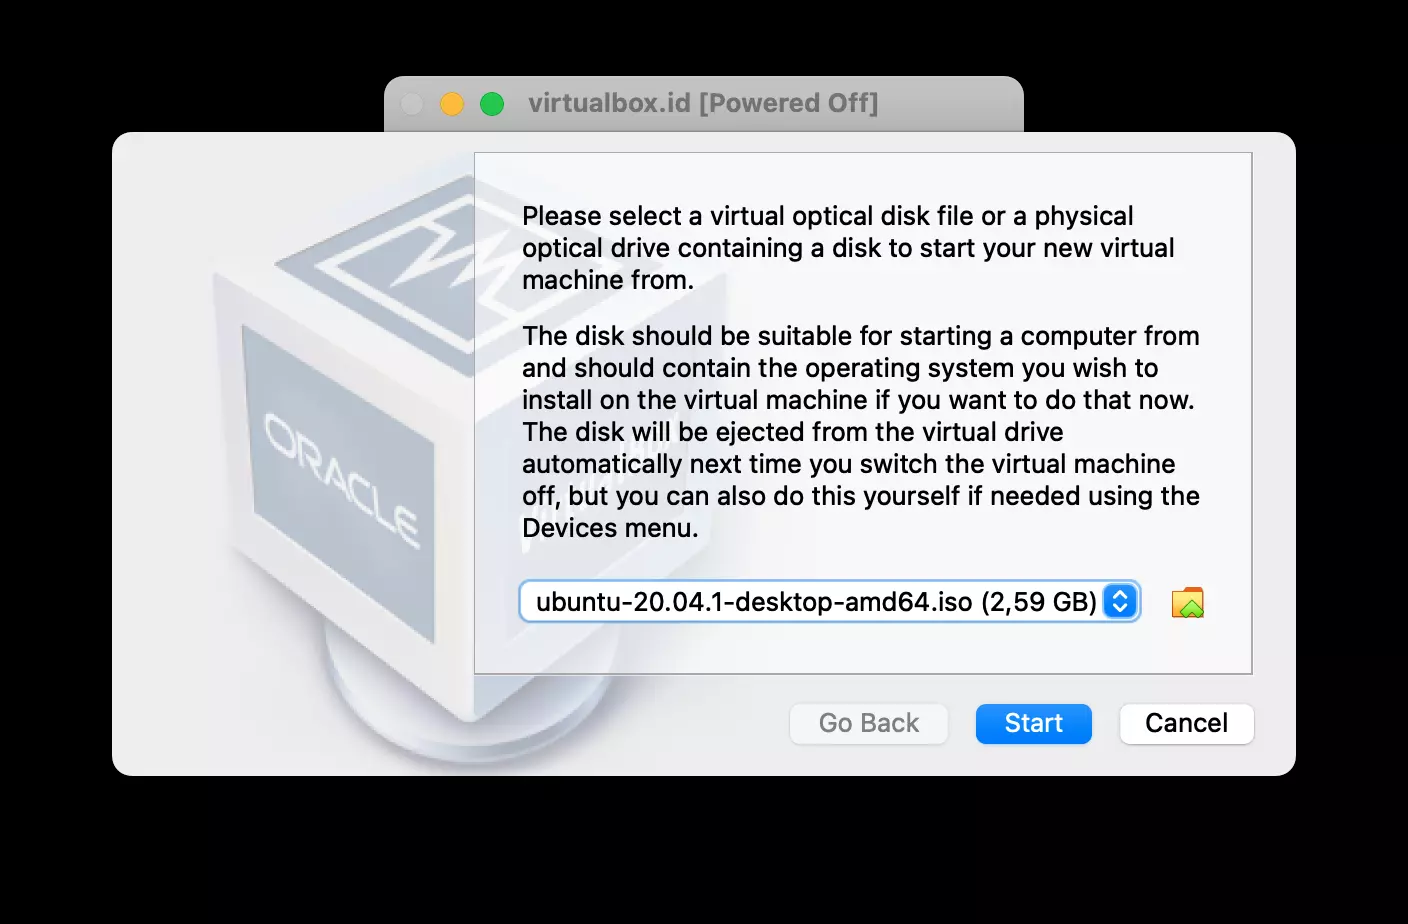 virtualbox.id [Powered Off]
Please select a virtual optical disk file or a physical
optical drive containing a disk to start your new virtual
machine from.
The disk should be suitable for starting a computer from
and should contain the operating system you wish to
install on the virtual machine if you want to do that now.
The disk will be ejected from the virtual drive
automatically next time you switch the virtual machine
off, but you can also do this yourself if needed using the
Devices menu.
ORACLE
VirtualBox
ubuntu-20.04.1-desktop-amd64.iso (2,59 GB)
Go Back
Start
Cancel